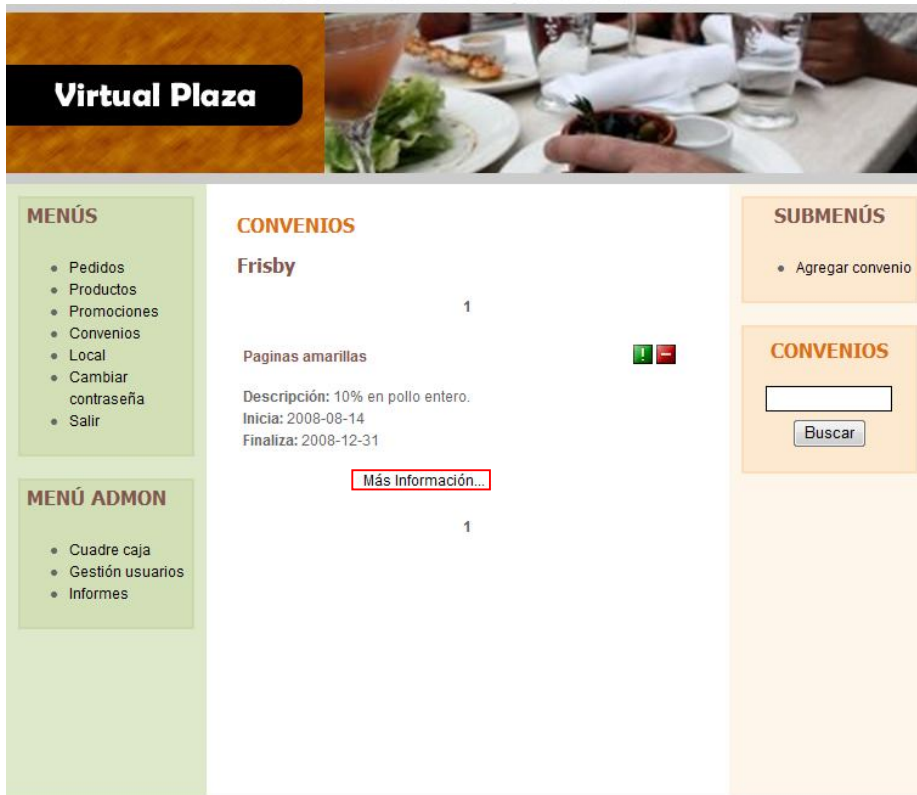 Virtual Plaza
MENÚS
Pedidos
Productos
Promociones
Convenios
Local
Cambiar
contraseña
Salir
MENÚ ADMON
Cuadre caja
Gestión usuarios
Informes
CONVENIOS
Frisby
1
Paginas amarillas
Descripción: 10% en pollo entero.
Inicia: 2008-08-14
Finaliza: 2008-12-31
Más Información...
1
SUBMENÚS
Agregar convenio
CONVENIOS
Buscar